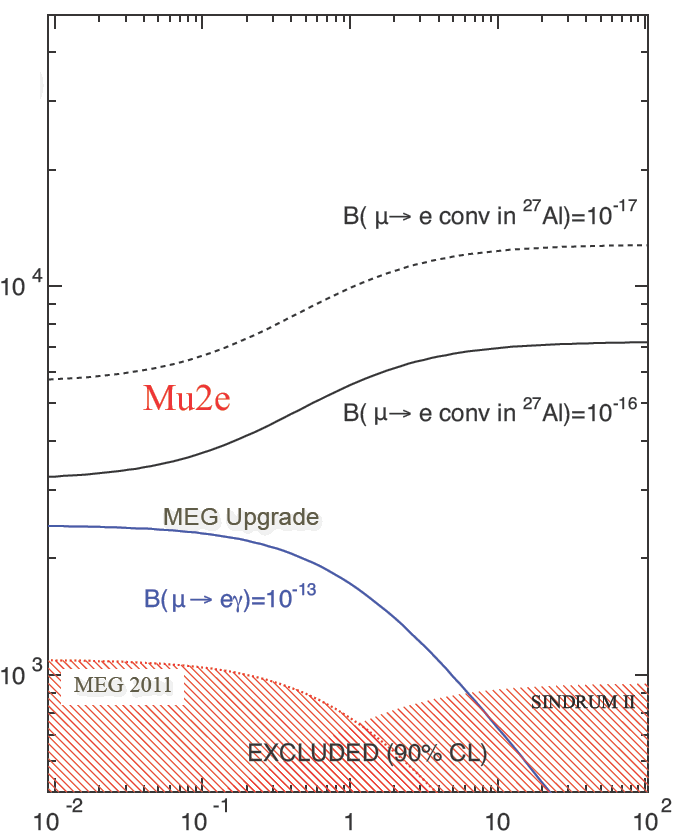 B( μ→ e conv in ²⁷Al)=10⁻¹⁷
10⁴
Mu2e
B( μ→ e conv in ²⁷Al)=10⁻¹⁶
MEG Upgrade
B( μ→ eγ)=10⁻¹³
10³
MEG 2011
SINDRUM II
EXCLUDED (90% CL)
10⁻² 10⁻¹ 1 10 10²